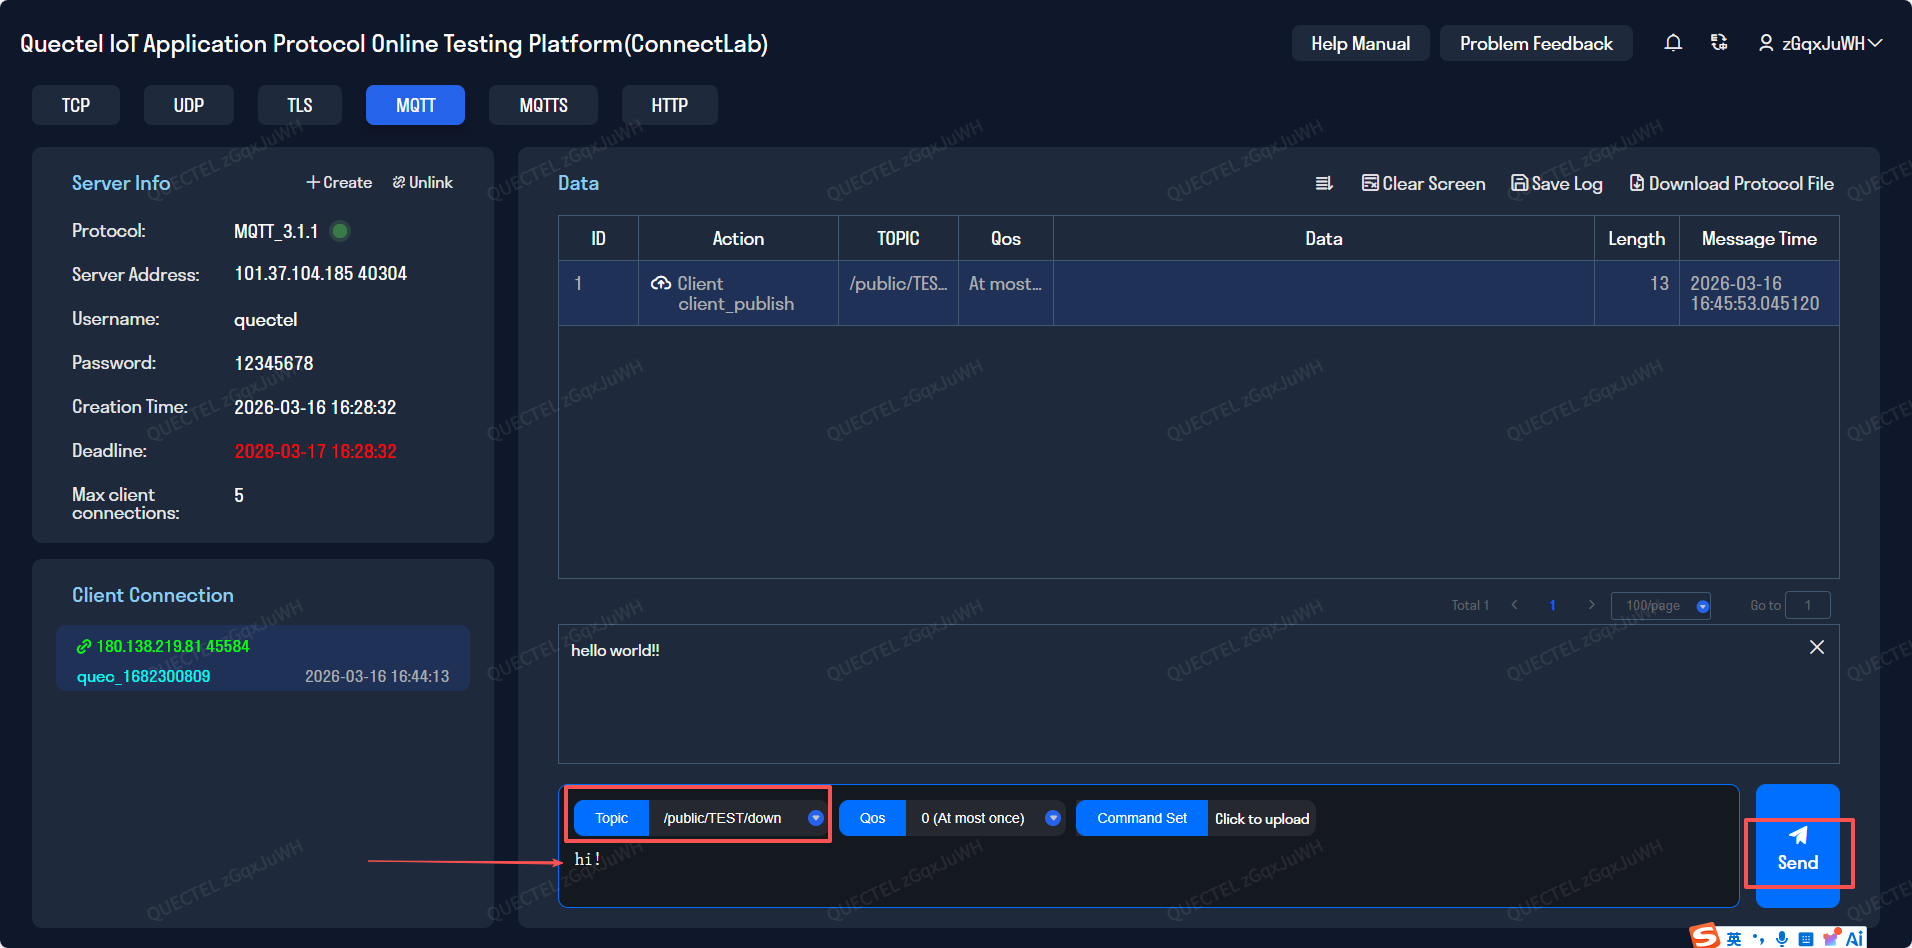 Quectel IoT Application Protocol Online Testing Platform(ConnectLab)
Help Manual
Problem Feedback
zGqxJuWH
TCP
UDP
TLS
MQTT
MQTTS
HTTP
Server Info
Create
Unlink
Protocol:
MQTT_3.1.1
Server Address:
101.37.104.185 40304
Username:
quectel
Password:
12345678
Creation Time:
2026-03-16 16:28:32
Deadline:
2026-03-17 16:28:32
Max client
connections:
5
Client Connection
180.138.219.81 45584
quec_1682300809
2026-03-16 16:44:13
Data
Clear Screen
Save Log
Download Protocol File
ID
Action
TOPIC
Qos
Data
Length
Message Time
1
Client
client_publish
/public/TES...
At most...
13
2026-03-16
16:45:53.045120
Total 1
1
100/page
Go to
1
hello world!!
Topic
/public/TEST/down
Qos
0 (At most once)
Command Set
Click to upload
hi!
Send
QUECTEL zGqxJuWH
英
Ai